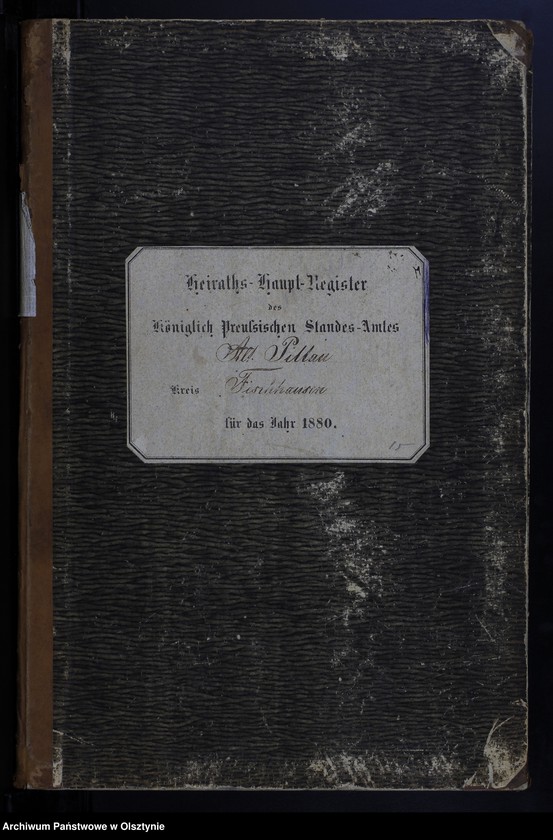 Heiraths-Haupt-Register
des
Königlich Preußischen Standes-Amtes
Alt Pillau
Kreis Fischhausen
für das Jahr 1880.
15
Archiwum Państwowe w Olsztynie